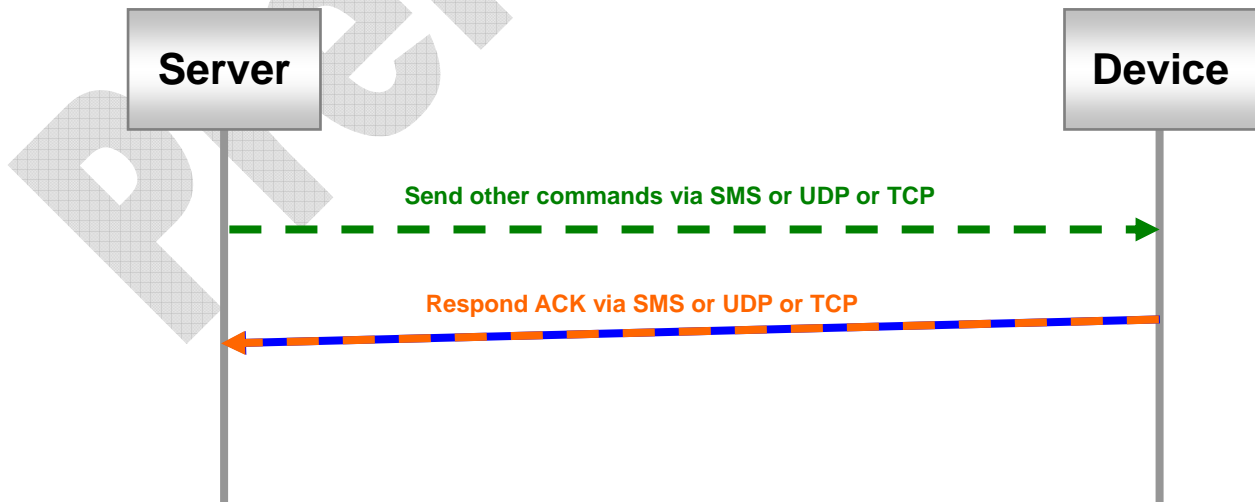 Server
Device
Send other commands via SMS or UDP or TCP
Respond ACK via SMS or UDP or TCP